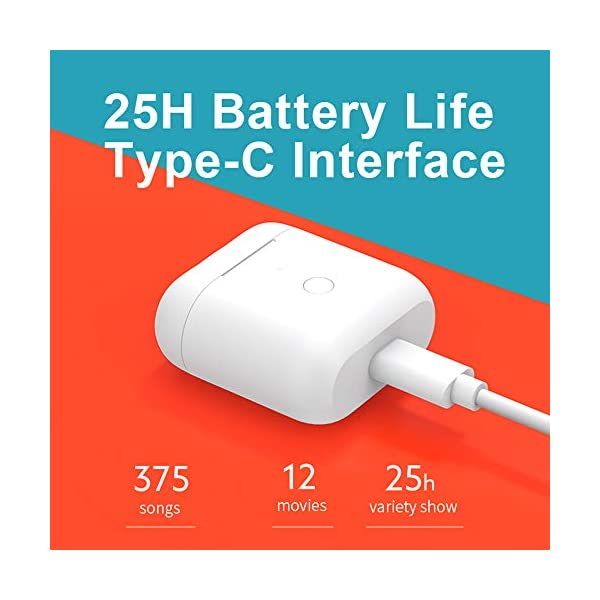 25H Battery Life
Type-C Interface
375 12 25h
songs movies variety show